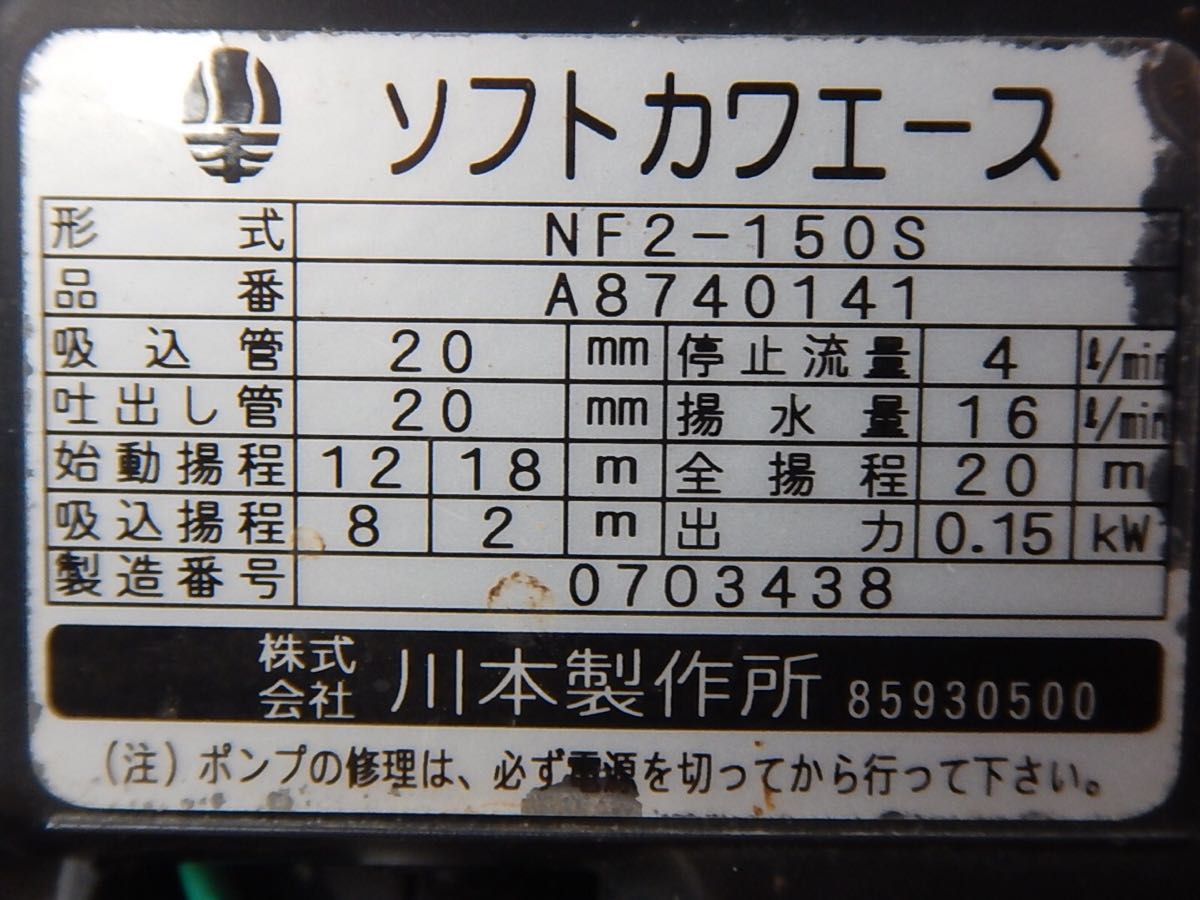 川本
ソフトカワエース
形式 NF2-150S
品番 A8740141
吸込管 20 mm 停止流量 4 ℓ/min
吐出し管 20 mm 揚水量 16 ℓ/min
始動揚程 12 18 m 全揚程 20 m
吸込揚程 8 2 m 出力 0.15 kW
製造番号 0703438
株式会社 川本製作所 85930500
(注)ポンプの修理は、必ず電源を切ってから行って下さい。